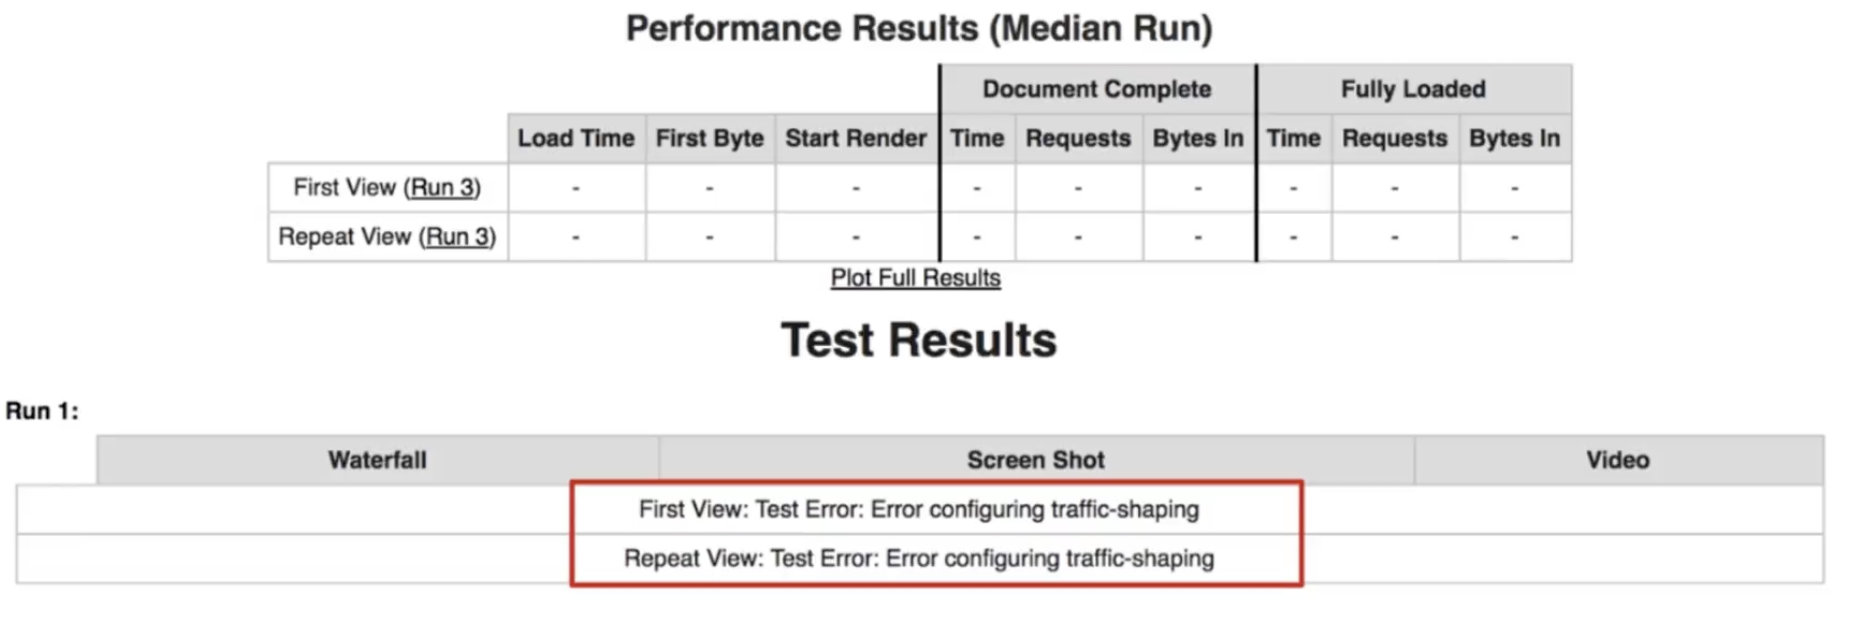 Performance Results (Median Run)
Document Complete Fully Loaded
Load Time First Byte Start Render Time Requests Bytes In Time Requests Bytes In
First View (Run 3) - - - - - - - - -
Repeat View (Run 3) - - - - - - - - -
Plot Full Results
Test Results
Run 1:
Waterfall Screen Shot Video
First View: Test Error: Error configuring traffic-shaping
Repeat View: Test Error: Error configuring traffic-shaping